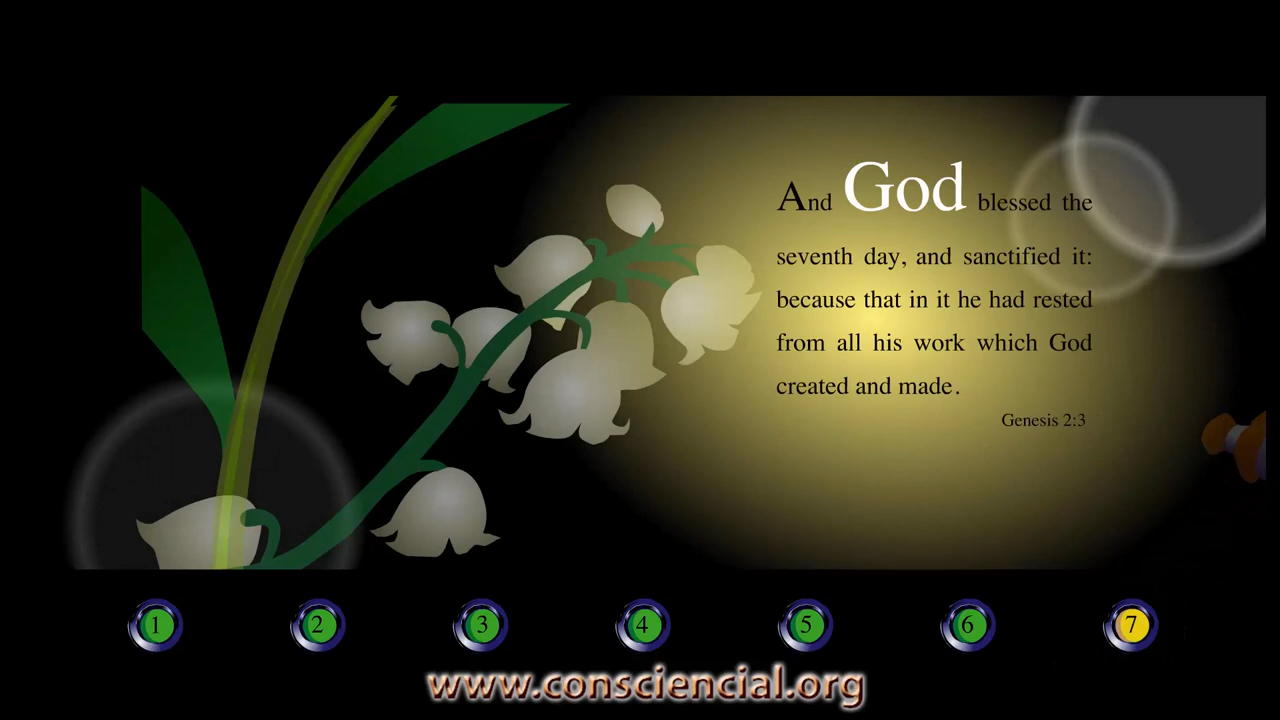 And God blessed the
seventh day, and sanctified it:
because that in it he had rested
from all his work which God
created and made.
Genesis 2:3
1 2 3 4 5 6 7
www.consciencial.org